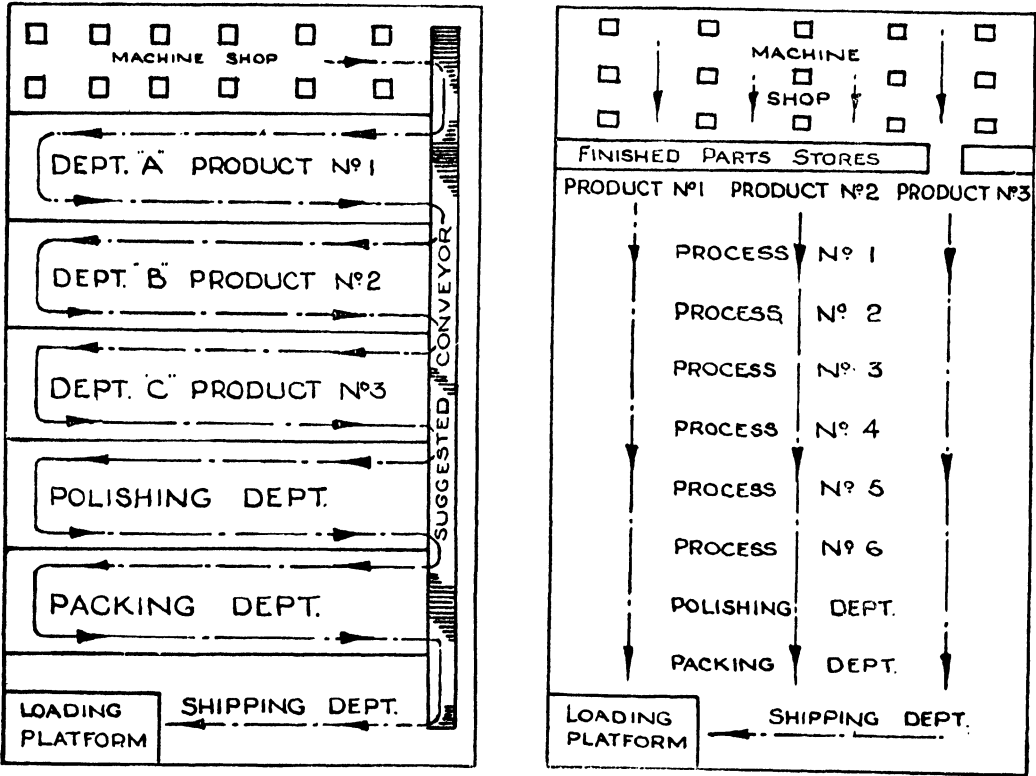 MACHINE SHOP
DEPT. "A" PRODUCT Nº 1
DEPT. "B" PRODUCT Nº 2
DEPT. "C" PRODUCT Nº 3
POLISHING DEPT.
PACKING DEPT.
SUGGESTED CONVEYOR
SHIPPING DEPT.
LOADING
PLATFORM
MACHINE
SHOP
FINISHED PARTS STORES
PRODUCT Nº 1 PRODUCT Nº 2 PRODUCT Nº 3
PROCESS Nº 1
PROCESS Nº 2
PROCESS Nº 3
PROCESS Nº 4
PROCESS Nº 5
PROCESS Nº 6
POLISHING DEPT.
PACKING DEPT.
SHIPPING DEPT.
LOADING
PLATFORM